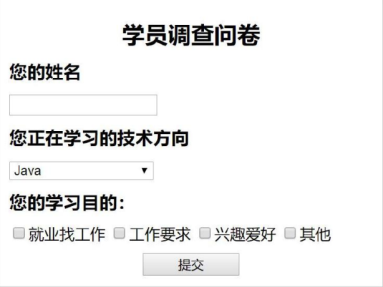 学员调查问卷
您的姓名
您正在学习的技术方向
Java
您的学习目的：
就业找工作 工作要求 兴趣爱好 其他
提交